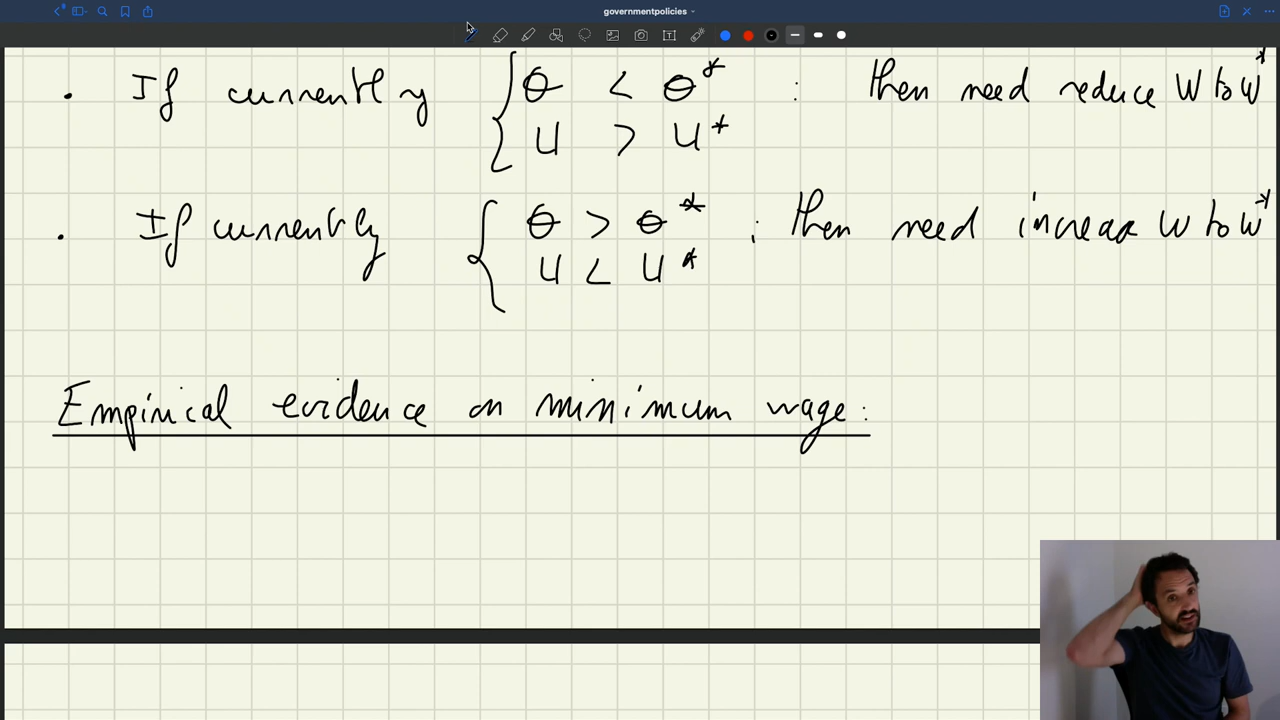 governmentpolicies
. If currently { θ < θ* : then need reduce W to W*
u > u*
. If currently { θ > θ* : then need increase W to W*
u < u*
Empirical evidence on minimum wage: